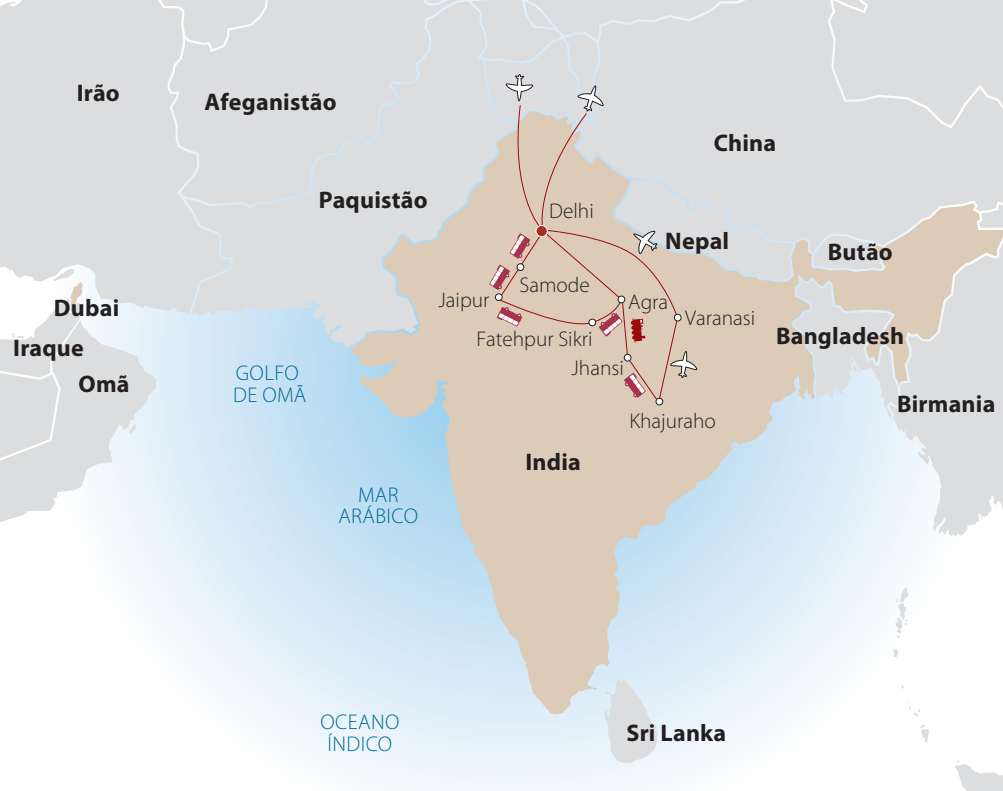 Irão
Afeganistão
China
Paquistão
Delhi
Nepal
Butão
Samode
Jaipur
Agra
Dubai
Varanasi
Fatehpur Sikri
Bangladesh
Iraque
Jhansi
GOLFO
DE OMÃ
Omã
Birmania
Khajuraho
India
MAR
ARÁBICO
OCEANO
ÍNDICO
Sri Lanka